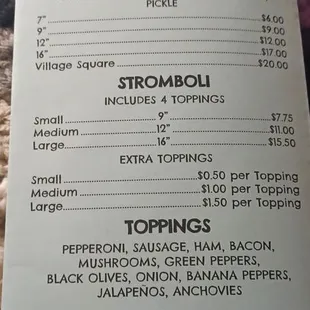 PICKLE
7" $6.00
9" $9.00
12" $12.00
16" $17.00
Village Square $20.00
STROMBOLI
INCLUDES 4 TOPPINGS
Small 9" $7.75
Medium 12" $11.00
Large 16" $15.50
EXTRA TOPPINGS
Small $0.50 per Topping
Medium $1.00 per Topping
Large $1.50 per Topping
TOPPINGS
PEPPERONI, SAUSAGE, HAM, BACON,
MUSHROOMS, GREEN PEPPERS,
BLACK OLIVES, ONION, BANANA PEPPERS,
JALAPEÑOS, ANCHOVIES